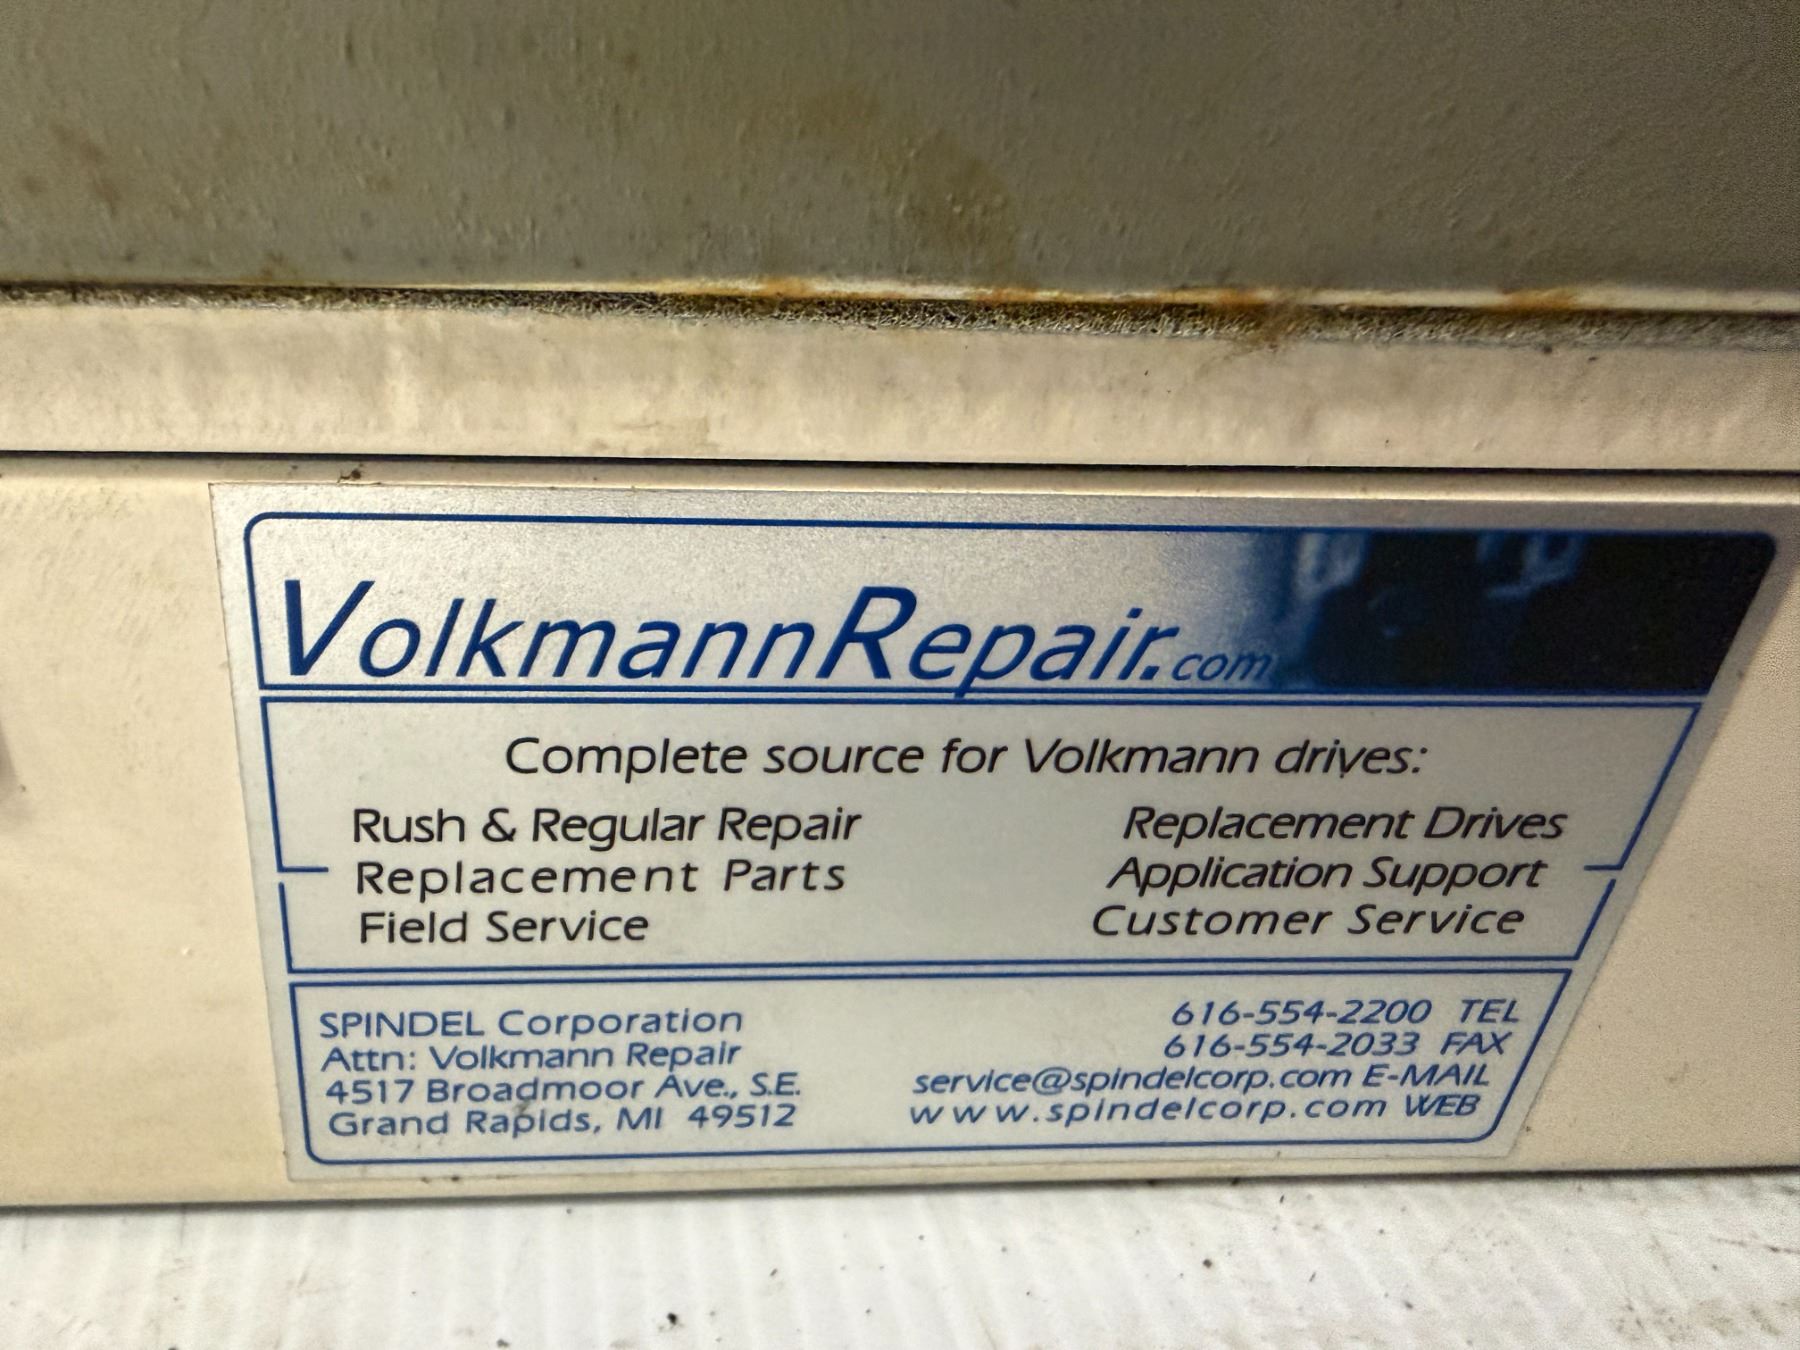 VolkmannRepair.com
Complete source for Volkmann drives:
Rush & Regular Repair
Replacement Parts
Field Service
Replacement Drives
Application Support
Customer Service
SPINDEL Corporation
Attn: Volkmann Repair
4517 Broadmoor Ave., S.E.
Grand Rapids, MI 49512
616-554-2200 TEL
616-554-2033 FAX
service@spindelcorp.com E-MAIL
www.spindelcorp.com WEB